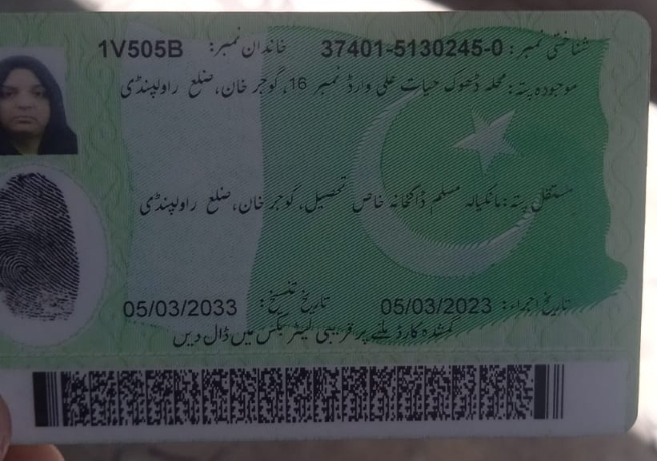 شناختی نمبر: 37401-5130245-0 خاندان نمبر: 1V505B
موجودہ پتہ: محلہ ڈھوک حیات علی وارڈ نمبر 16، گوجر خان، ضلع راولپنڈی
مستقل پتہ: مانکیالہ مسلم ڈاکخانہ خاص تحصیل، گوجر خان، ضلع راولپنڈی
تاریخ اجراء: 05/03/2023 تاریخ تنسیخ: 05/03/2033
گمشدہ کارڈ ملنے پر قریبی لیٹر بکس میں ڈال دیں